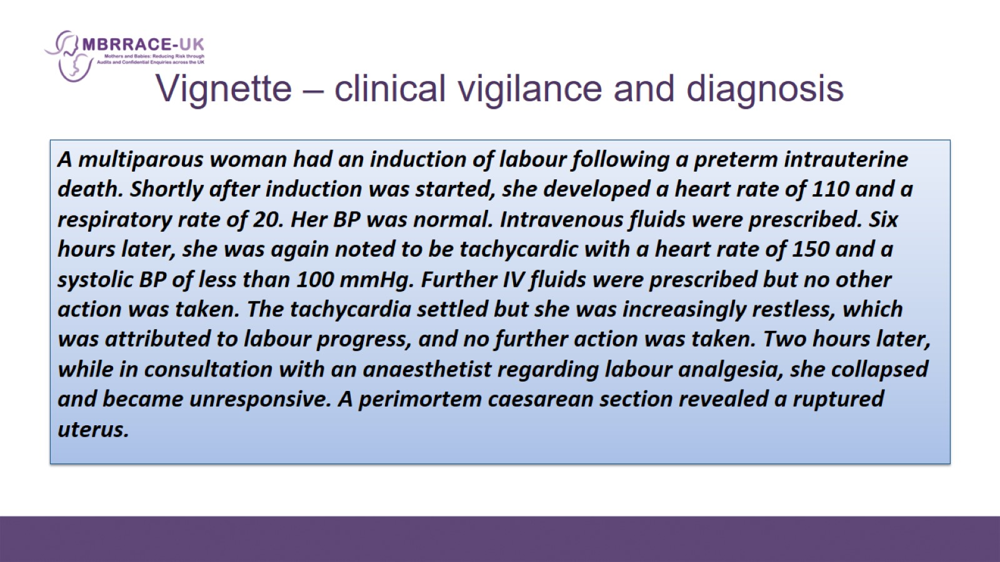 MBRRACE-UK
Mothers and Babies: Reducing Risk through
Audits and Confidential Enquiries across the UK
Vignette – clinical vigilance and diagnosis
A multiparous woman had an induction of labour following a preterm intrauterine
death. Shortly after induction was started, she developed a heart rate of 110 and a
respiratory rate of 20. Her BP was normal. Intravenous fluids were prescribed. Six
hours later, she was again noted to be tachycardic with a heart rate of 150 and a
systolic BP of less than 100 mmHg. Further IV fluids were prescribed but no other
action was taken. The tachycardia settled but she was increasingly restless, which
was attributed to labour progress, and no further action was taken. Two hours later,
while in consultation with an anaesthetist regarding labour analgesia, she collapsed
and became unresponsive. A perimortem caesarean section revealed a ruptured
uterus.